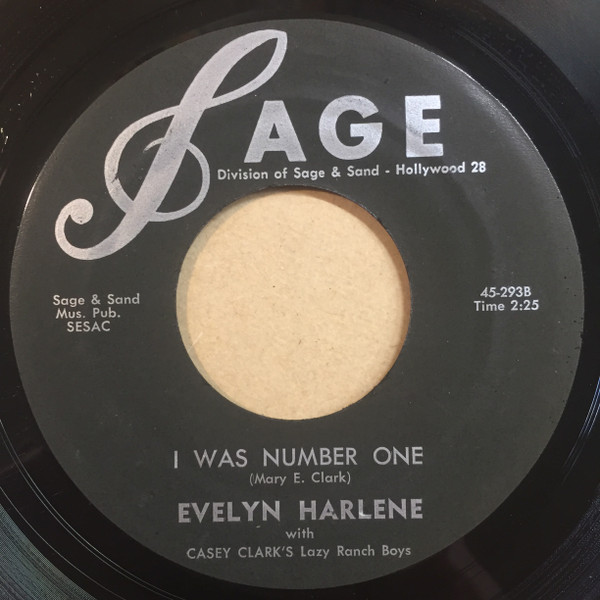 SAGE
Division of Sage & Sand - Hollywood 28
Sage & Sand
Mus. Pub.
SESAC
45-293B
Time 2:25
I WAS NUMBER ONE
(Mary E. Clark)
EVELYN HARLENE
with
CASEY CLARK'S Lazy Ranch Boys